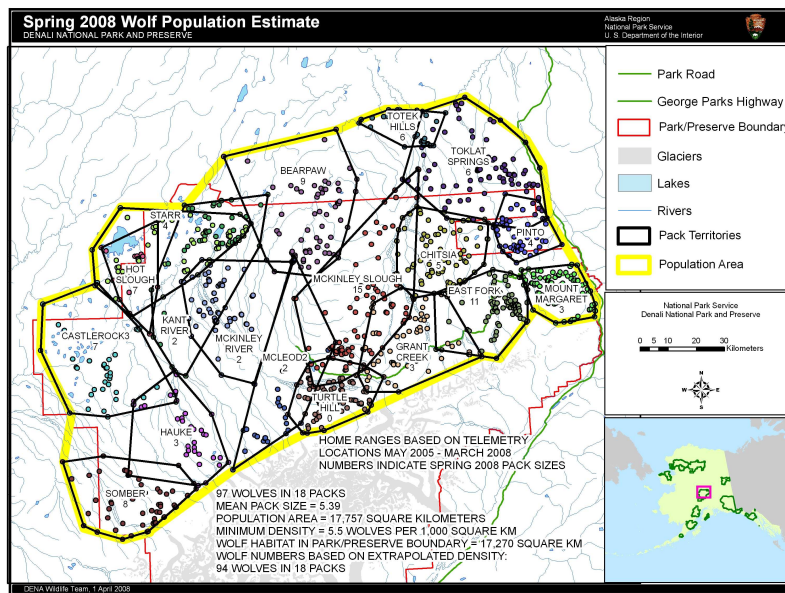 Spring 2008 Wolf Population Estimate
DENALI NATIONAL PARK AND PRESERVE
Alaska Region
National Park Service
U. S. Department of the Interior
TOTEK
HILLS
6
TOKLAT
SPRINGS
6
BEARPAW
9
STARR
4
PINTO
4
CHITSIA
5
HOT
SLOUGH
7
MCKINLEY SLOUGH
15
EAST FORK
11
MOUNT
MARGARET
3
KANT
RIVER
2
CASTLEROCK3
7
MCKINLEY
RIVER
2
MCLEOD2
2
GRANT
CREEK
3
TURTLE
HILL
0
HAUKE
3
SOMBER
8
HOME RANGES BASED ON TELEMETRY
LOCATIONS MAY 2005 - MARCH 2008
NUMBERS INDICATE SPRING 2008 PACK SIZES
97 WOLVES IN 18 PACKS
MEAN PACK SIZE = 5.39
POPULATION AREA = 17,757 SQUARE KILOMETERS
MINIMUM DENSITY = 5.5 WOLVES PER 1,000 SQUARE KM
WOLF HABITAT IN PARK/PRESERVE BOUNDARY = 17,270 SQUARE KM
WOLF NUMBERS BASED ON EXTRAPOLATED DENSITY:
94 WOLVES IN 18 PACKS
Park Road
George Parks Highway
Park/Preserve Boundary
Glaciers
Lakes
Rivers
Pack Territories
Population Area
National Park Service
Denali National Park and Preserve
0 5 10 20 30
Kilometers
N
W E
S
DENA Wildlife Team, 1 April 2008